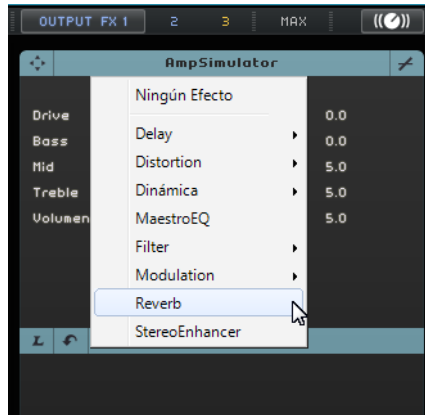 OUTPUT FX 1 2 3 MAX
AmpSimulator
Ningún Efecto
Drive 0.0
Delay
Bass 0.0
Distortion
Mid 5.0
Dinámica
Treble 5.0
MaestroEQ
Volumen 5.0
Filter
Modulation
Reverb
StereoEnhancer
L